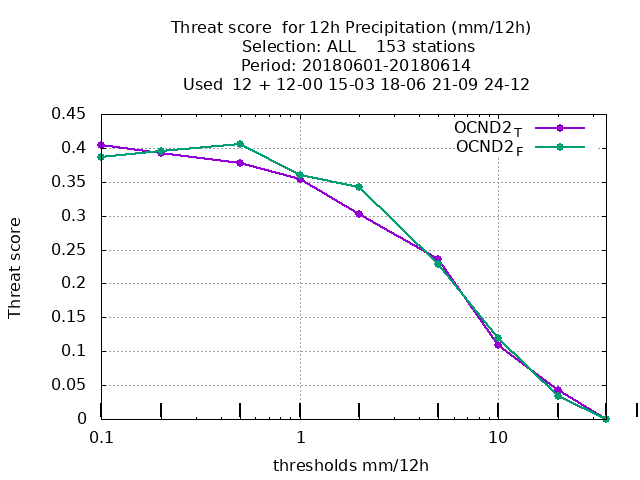 Threat score  for 12h Precipitation (mm/12h)
Selection: ALL    153 stations
Period: 20180601-20180614
Used  12 + 12-00 15-03 18-06 21-09 24-12
0.45
0.4
0.35
0.3
0.25
0.2
0.15
0.1
0.05
0
Threat score
OCND2T
OCND2F
0.1
1
10
thresholds mm/12h